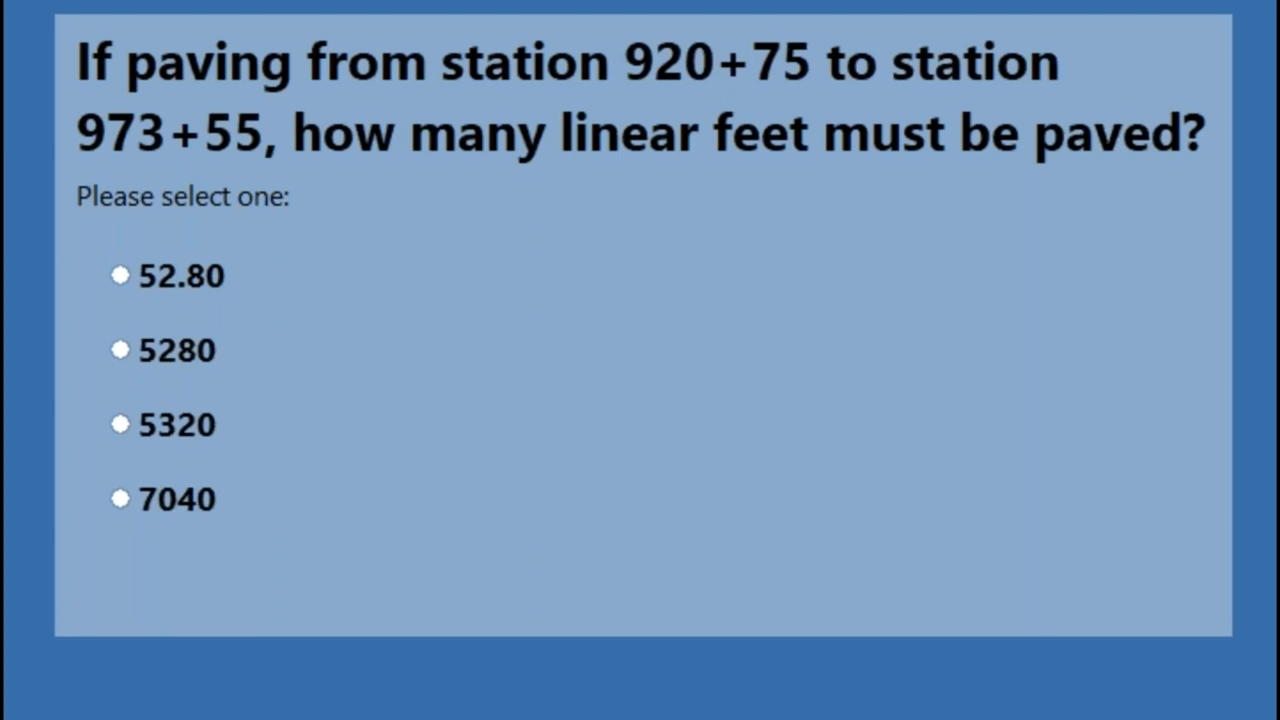 If paving from station 920+75 to station
973+55, how many linear feet must be paved?
Please select one:
52.80
5280
5320
7040